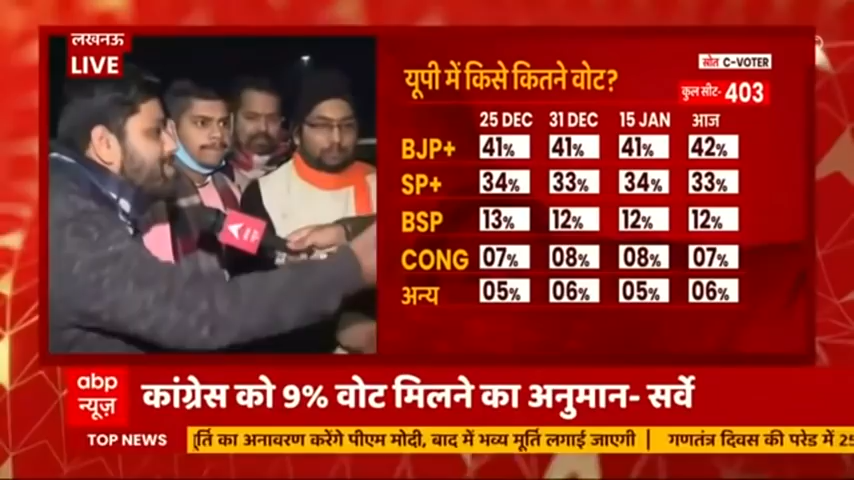 लखनऊ
LIVE
स्रोत C-VOTER
यूपी में किसे कितने वोट?
कुल सीट- 403
25 DEC 31 DEC 15 JAN आज
BJP+ 41% 41% 41% 42%
SP+ 34% 33% 34% 33%
BSP 13% 12% 12% 12%
CONG 07% 08% 08% 07%
अन्य 05% 06% 05% 06%
abp
न्यूज़
कांग्रेस को 9% वोट मिलने का अनुमान- सर्वे
TOP NEWS का अनावरण करेंगे पीएम मोदी, बाद में भव्य मूर्ति लगाई जाएगी | गणतंत्र दिवस की परेड में